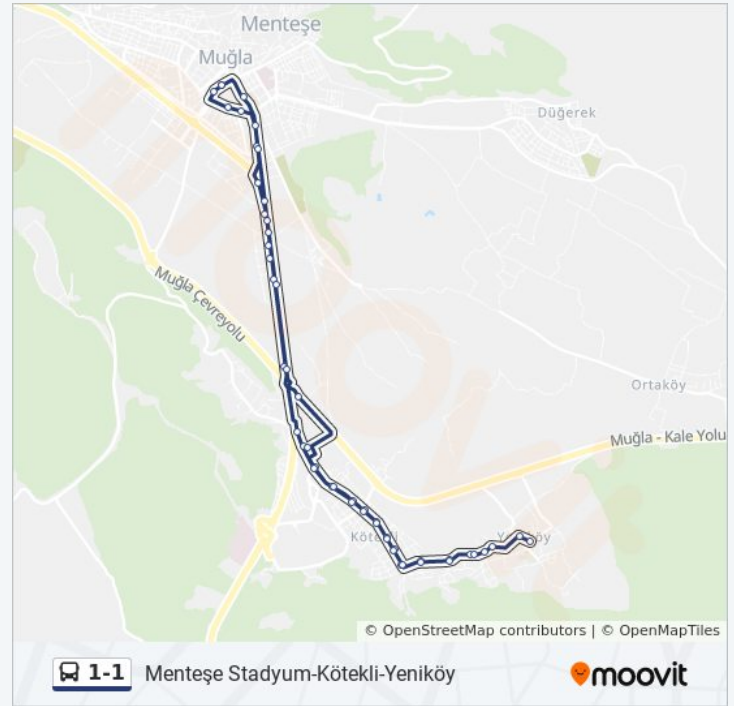 Menteşe
Muğla
Düğerek
Muğla Çevreyolu
Ortaköy
Muğla - Kale Yolu
Kötekli
Yeniköy
© OpenStreetMap contributors | © OpenMapTiles
1-1 Menteşe Stadyum-Kötekli-Yeniköy moovit